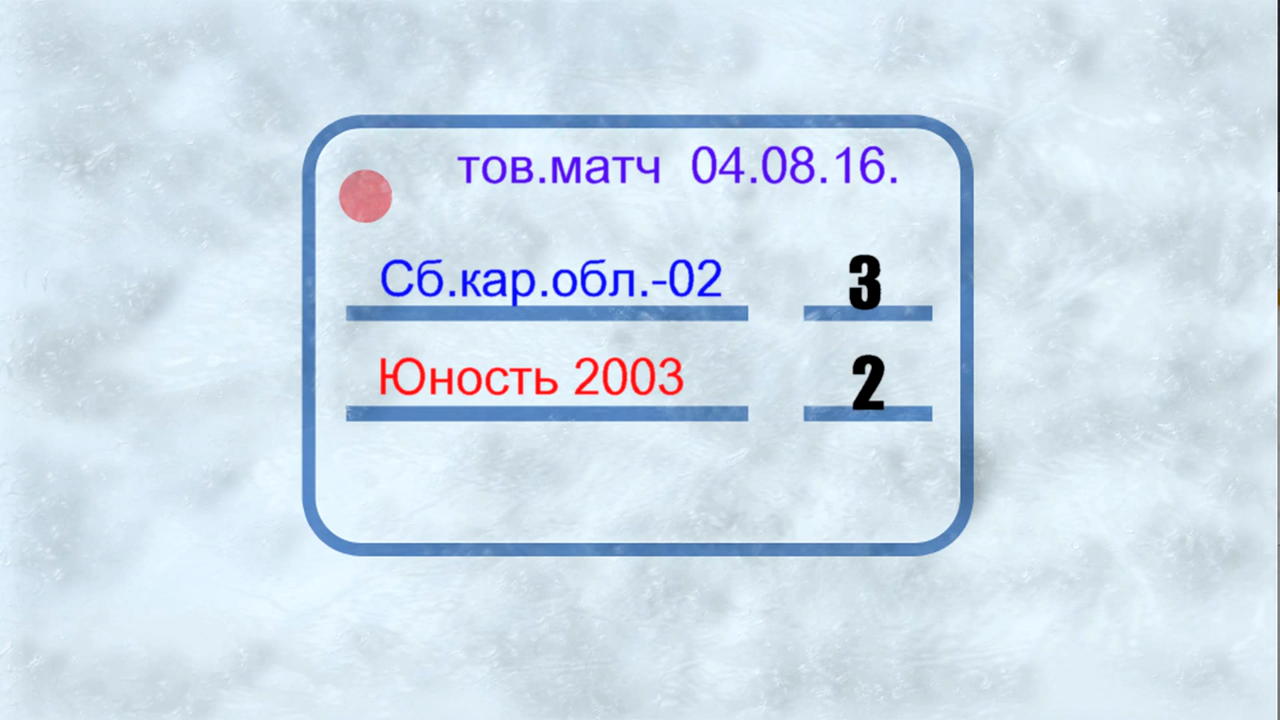 тов.матч 04.08.16.
Сб.кар.обл.-02 3
Юность 2003 2